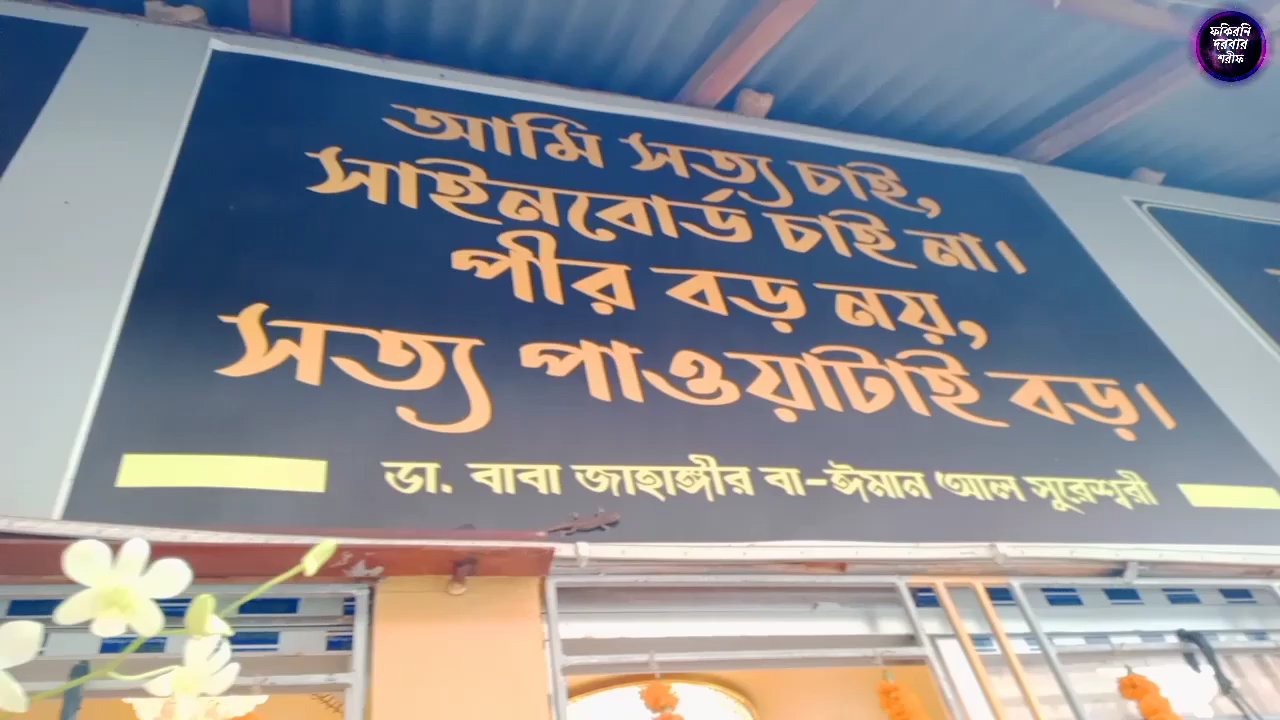 ফকিরনি
দরবার
শরীফ
আমি সত্য চাই,
সাইনবোর্ড চাই না।
পীর বড় নয়,
সত্য পাওয়াটাই বড়।
ডা. বাবা জাহাঙ্গীর বা-ঈমান আল সুরেশ্বরী